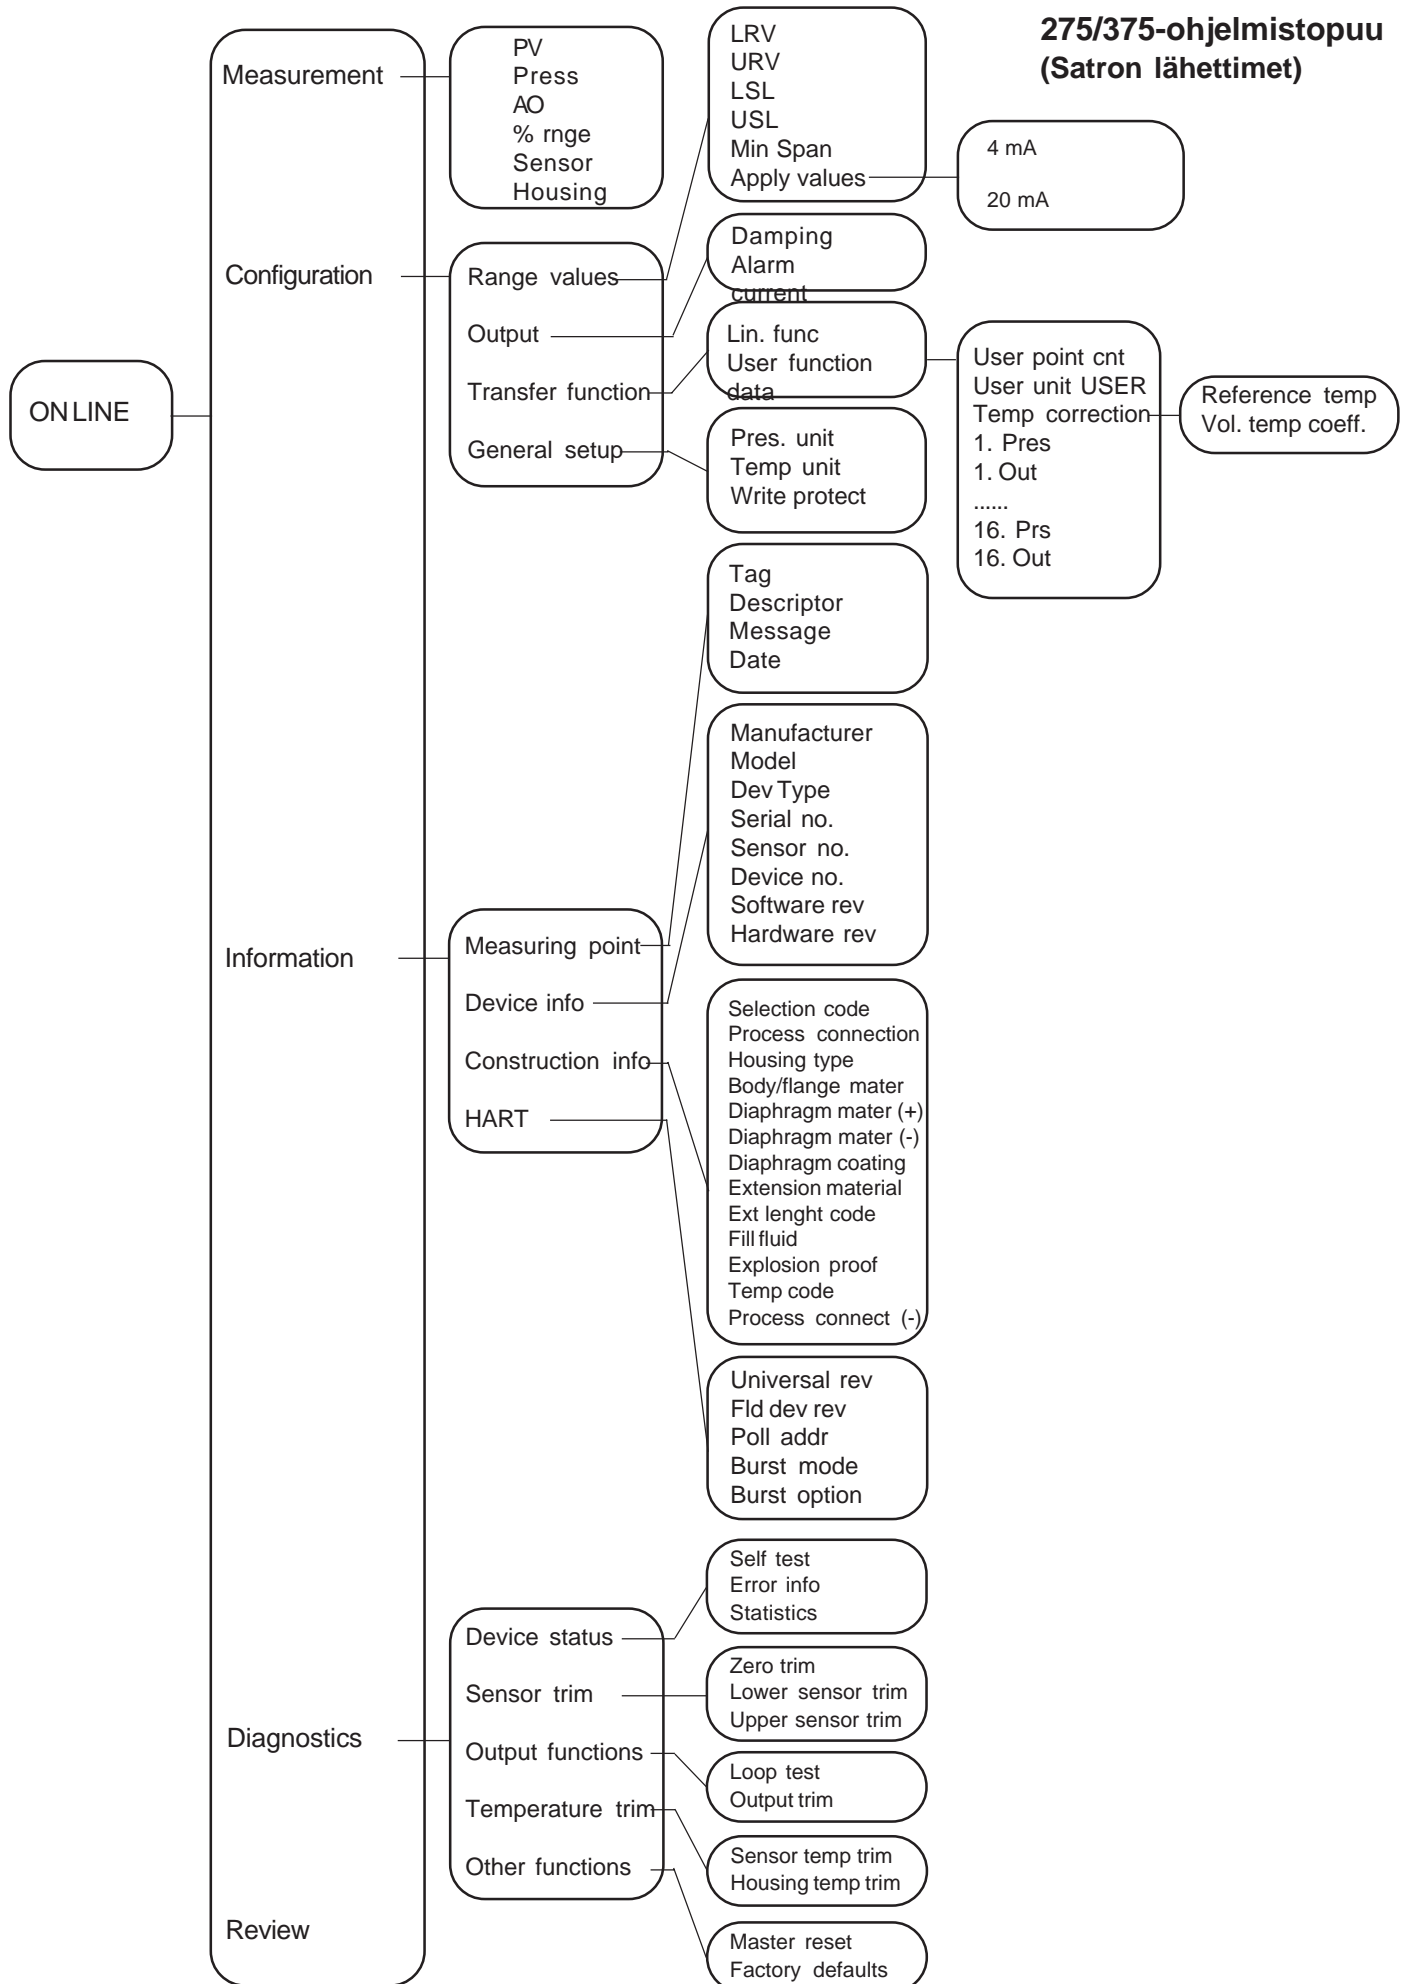 275/375-ohjelmistopuu
(Satron lähettimet)
ON LINE
Measurement
Configuration
Information
Diagnostics
Review
PV
Press
AO
% rnge
Sensor
Housing
Range values
Output
Transfer function
General setup
LRV
URV
LSL
USL
Min Span
Apply values
4 mA
20 mA
Damping
Alarm
current
Lin. func
User function
data
User point cnt
User unit USER
Temp correction
1. Pres
1. Out
......
16. Prs
16. Out
Reference temp
Vol. temp coeff.
Pres. unit
Temp unit
Write protect
Measuring point
Device info
Construction info
HART
Tag
Descriptor
Message
Date
Manufacturer
Model
Dev Type
Serial no.
Sensor no.
Device no.
Software rev
Hardware rev
Selection code
Process connection
Housing type
Body/flange mater
Diaphragm mater (+)
Diaphragm mater (-)
Diaphragm coating
Extension material
Ext lenght code
Fill fluid
Explosion proof
Temp code
Process connect (-)
Universal rev
Fld dev rev
Poll addr
Burst mode
Burst option
Device status
Sensor trim
Output functions
Temperature trim
Other functions
Self test
Error info
Statistics
Zero trim
Lower sensor trim
Upper sensor trim
Loop test
Output trim
Sensor temp trim
Housing temp trim
Master reset
Factory defaults